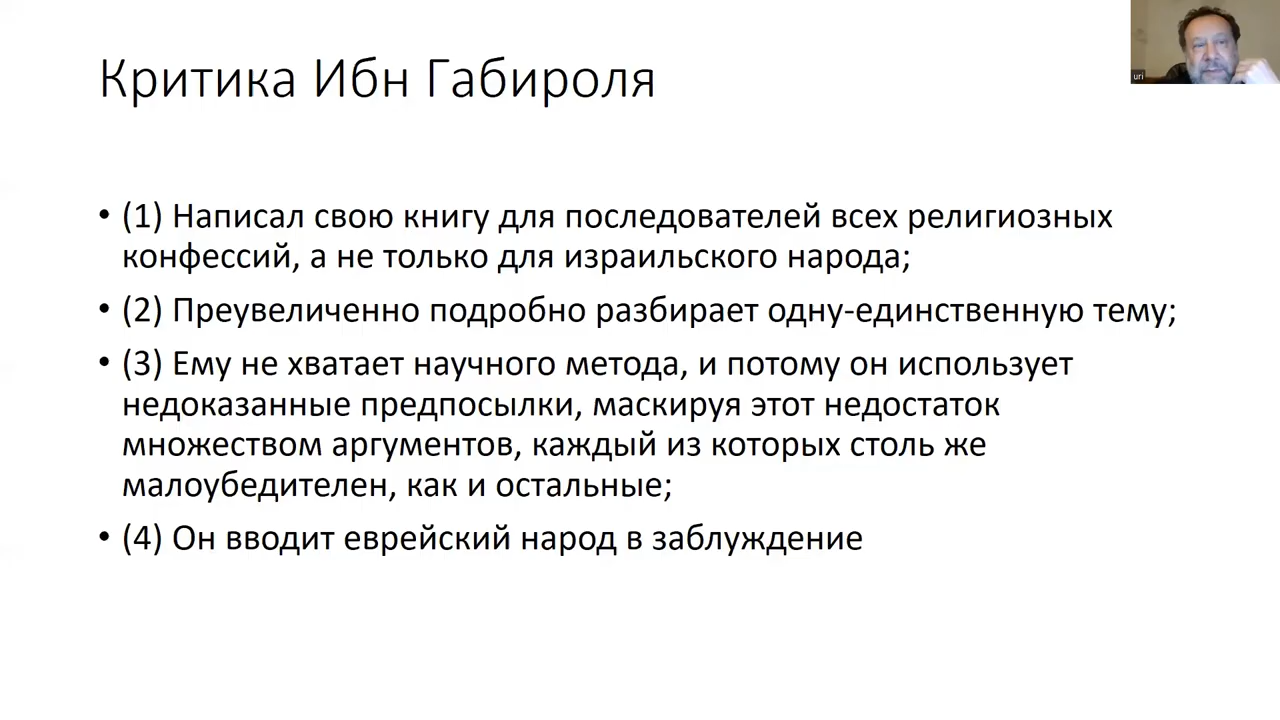 Критика Ибн Габироля
uri
• (1) Написал свою книгу для последователей всех религиозных
конфессий, а не только для израильского народа;
• (2) Преувеличенно подробно разбирает одну-единственную тему;
• (3) Ему не хватает научного метода, и потому он использует
недоказанные предпосылки, маскируя этот недостаток
множеством аргументов, каждый из которых столь же
малоубедителен, как и остальные;
• (4) Он вводит еврейский народ в заблуждение